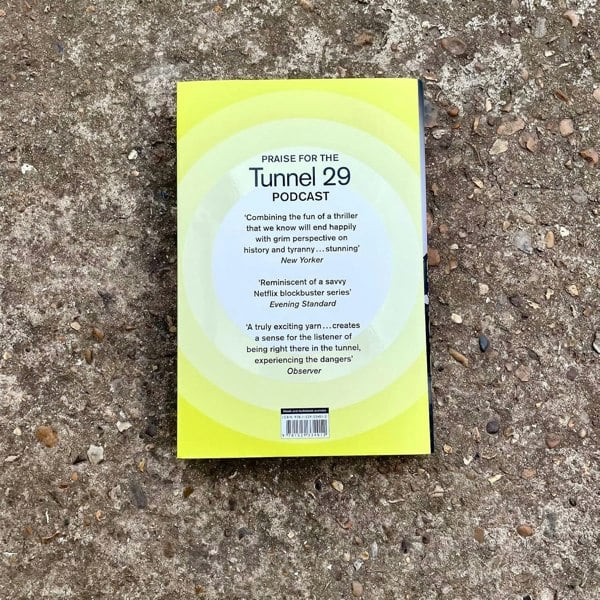 PRAISE FOR THE
Tunnel 29
PODCAST
‘Combining the fun of a thriller
that we know will end happily
with grim perspective on
history and tyranny...stunning’
New Yorker
‘Reminiscent of a savvy
Netflix blockbuster series’
Evening Standard
‘A truly exciting yarn...creates
a sense for the listener of
being right there in the tunnel,
experiencing the dangers’
Observer